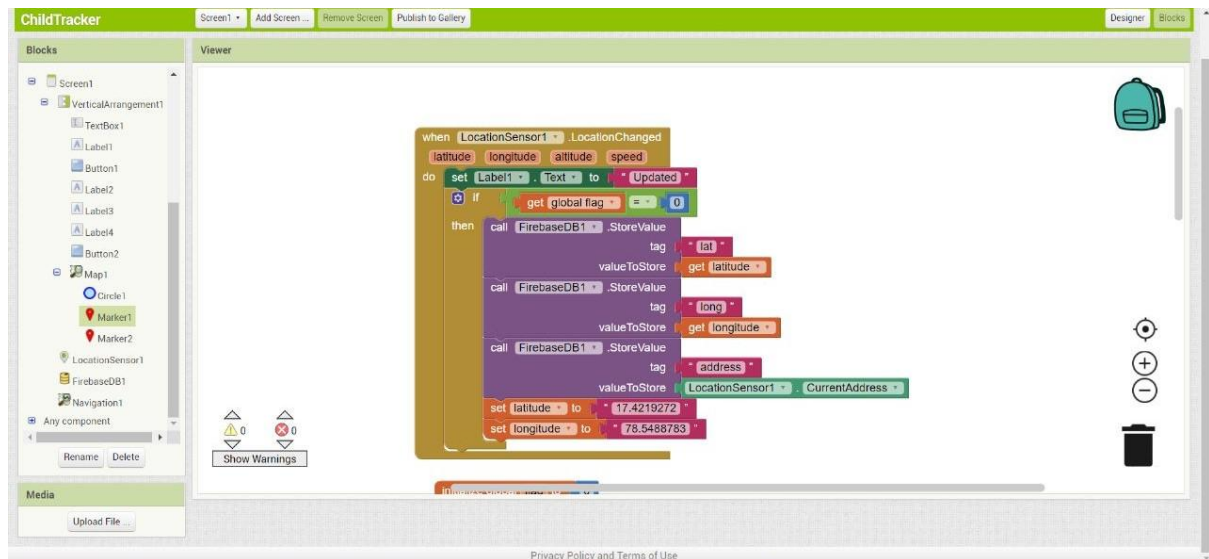 ChildTracker
Screen1
Add Screen ...
Remove Screen
Publish to Gallery
Designer
Blocks
Blocks
Viewer
Screen1
VerticalArrangement1
TextBox1
Label1
Button1
Label2
Label3
Label4
Button2
Map1
Circle1
Marker1
Marker2
LocationSensor1
FirebaseDB1
Navigation1
Any component
Rename Delete
Media
Upload File ...
when LocationSensor1 .LocationChanged
latitude longitude altitude speed
do set Label1 . Text to " Updated "
if get global flag = 0
then call FirebaseDB1 .StoreValue
tag " lat "
valueToStore get latitude
call FirebaseDB1 .StoreValue
tag " long "
valueToStore get longitude
call FirebaseDB1 .StoreValue
tag " address "
valueToStore LocationSensor1 . CurrentAddress
set latitude to " 17.4219272 "
set longitude to " 78.5488783 "
0 0
Show Warnings
Privacy Policy and Terms of Use